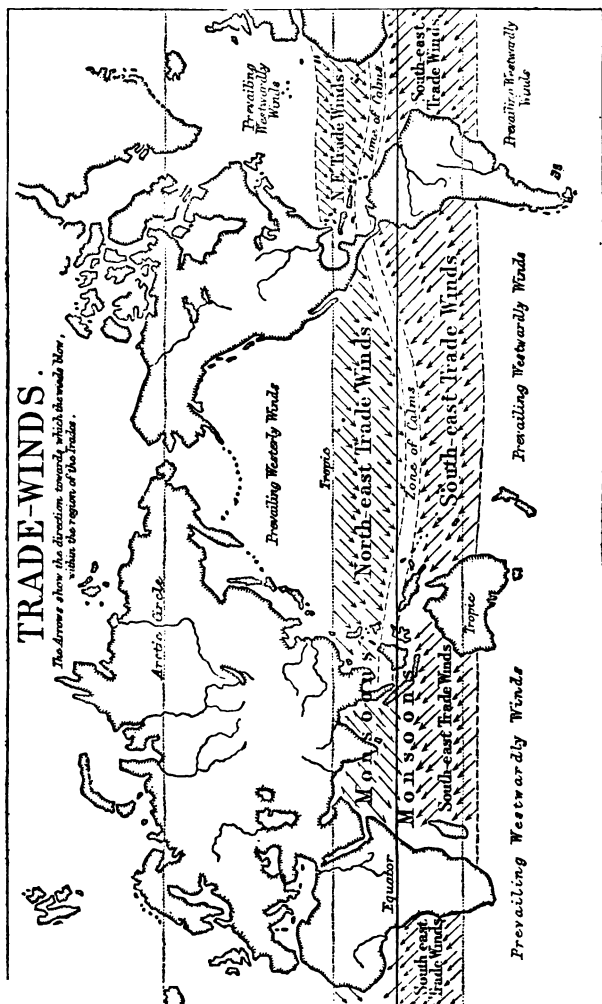 TRADE-WINDS.
The Arrows show the direction towards which the winds blow,
within the region of the Trades.
Arctic Circle
Prevailing Westerly Winds
Prevailing
Westwardly
Winds
Tropic
North-east Trade Winds
N. E. Trade Winds
Monsoons
Zone of Calms
Zone of Calms
Equator
Monsoons
South east
Trade Winds
South-east Trade Winds
South-east Trade Winds
South-east.
Trade Winds
Tropic
Prevailing Westwardly Winds
Prevailing Westwardly Winds
Prevailing Westwardly
Winds